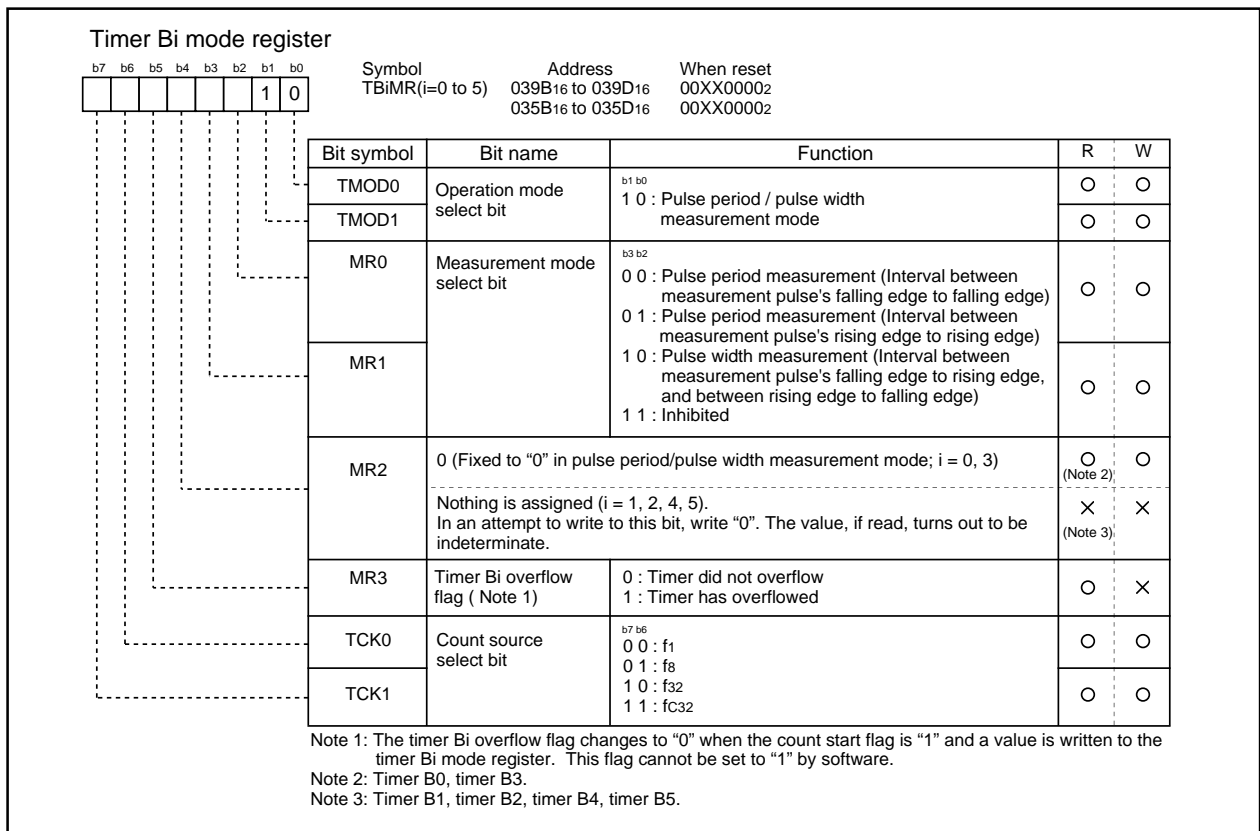 Timer Bi mode register
b7 b6 b5 b4 b3 b2 b1 b0
1 0
Symbol Address When reset
TBiMR(i=0 to 5) 039B16 to 039D16 00XX00002
035B16 to 035D16 00XX00002
Bit symbol Bit name Function R W
TMOD0 Operation mode select bit
b1 b0
1 0 : Pulse period / pulse width
measurement mode
TMOD1
MR0 Measurement mode select bit
b3 b2
0 0 : Pulse period measurement (Interval between
measurement pulse's falling edge to falling edge)
0 1 : Pulse period measurement (Interval between
measurement pulse's rising edge to rising edge)
MR1
1 0 : Pulse width measurement (Interval between
measurement pulse's falling edge to rising edge,
and between rising edge to falling edge)
1 1 : Inhibited
MR2
0 (Fixed to “0” in pulse period/pulse width measurement mode; i = 0, 3)
(Note 2)
Nothing is assigned (i = 1, 2, 4, 5).
In an attempt to write to this bit, write “0”. The value, if read, turns out to be
indeterminate.
(Note 3)
MR3 Timer Bi overflow flag ( Note 1)
0 : Timer did not overflow
1 : Timer has overflowed
TCK0 Count source select bit
b7 b6
0 0 : f1
0 1 : f8
TCK1
1 0 : f32
1 1 : fC32
Note 1: The timer Bi overflow flag changes to “0” when the count start flag is “1” and a value is written to the
timer Bi mode register. This flag cannot be set to “1” by software.
Note 2: Timer B0, timer B3.
Note 3: Timer B1, timer B2, timer B4, timer B5.